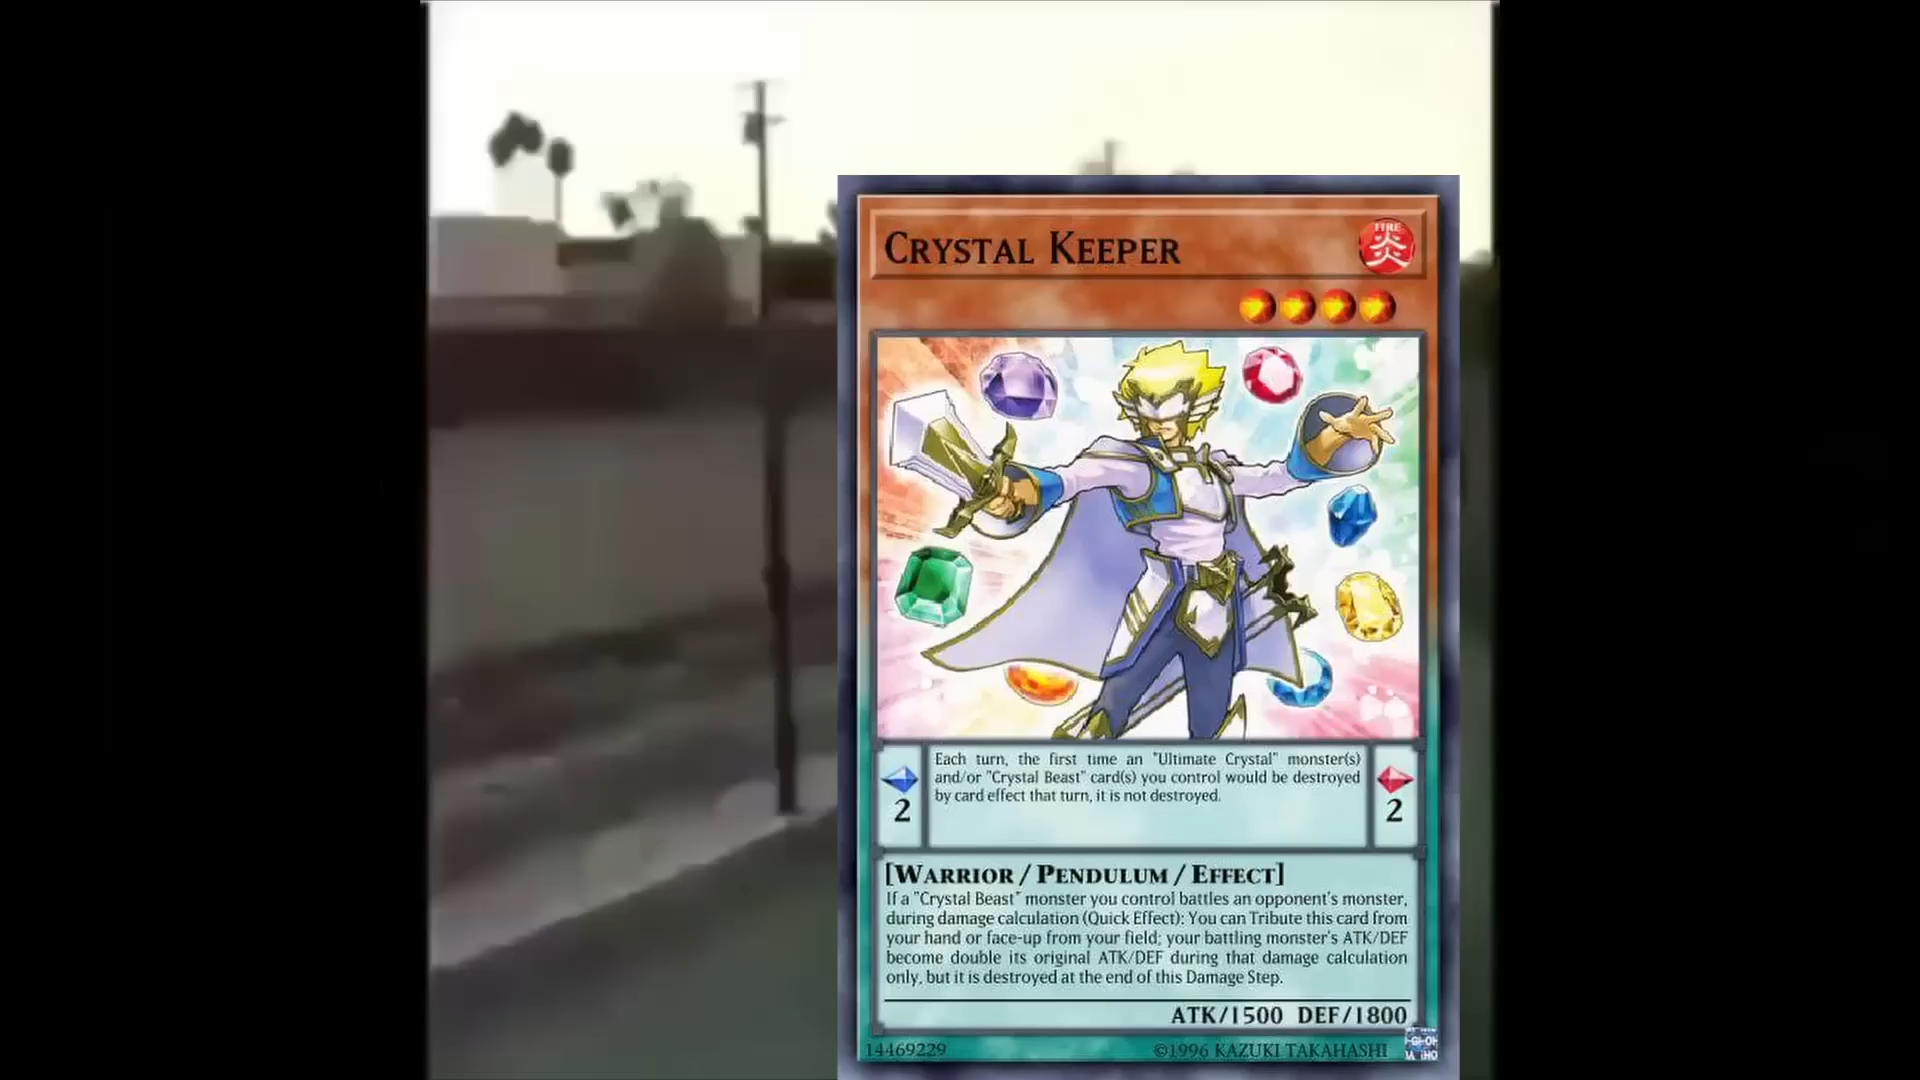 CRYSTAL KEEPER
FIRE
炎
Each turn, the first time an "Ultimate Crystal" monster(s)
and/or "Crystal Beast" card(s) you control would be destroyed
by card effect that turn, it is not destroyed.
2
2
[WARRIOR / PENDULUM / EFFECT]
If a "Crystal Beast" monster you control battles an opponent's monster,
during damage calculation (Quick Effect): You can Tribute this card from
your hand or face-up from your field; your battling monster's ATK/DEF
become double its original ATK/DEF during that damage calculation
only, but it is destroyed at the end of this Damage Step.
ATK/1500 DEF/1800
14469229
©1996 KAZUKI TAKAHASHI